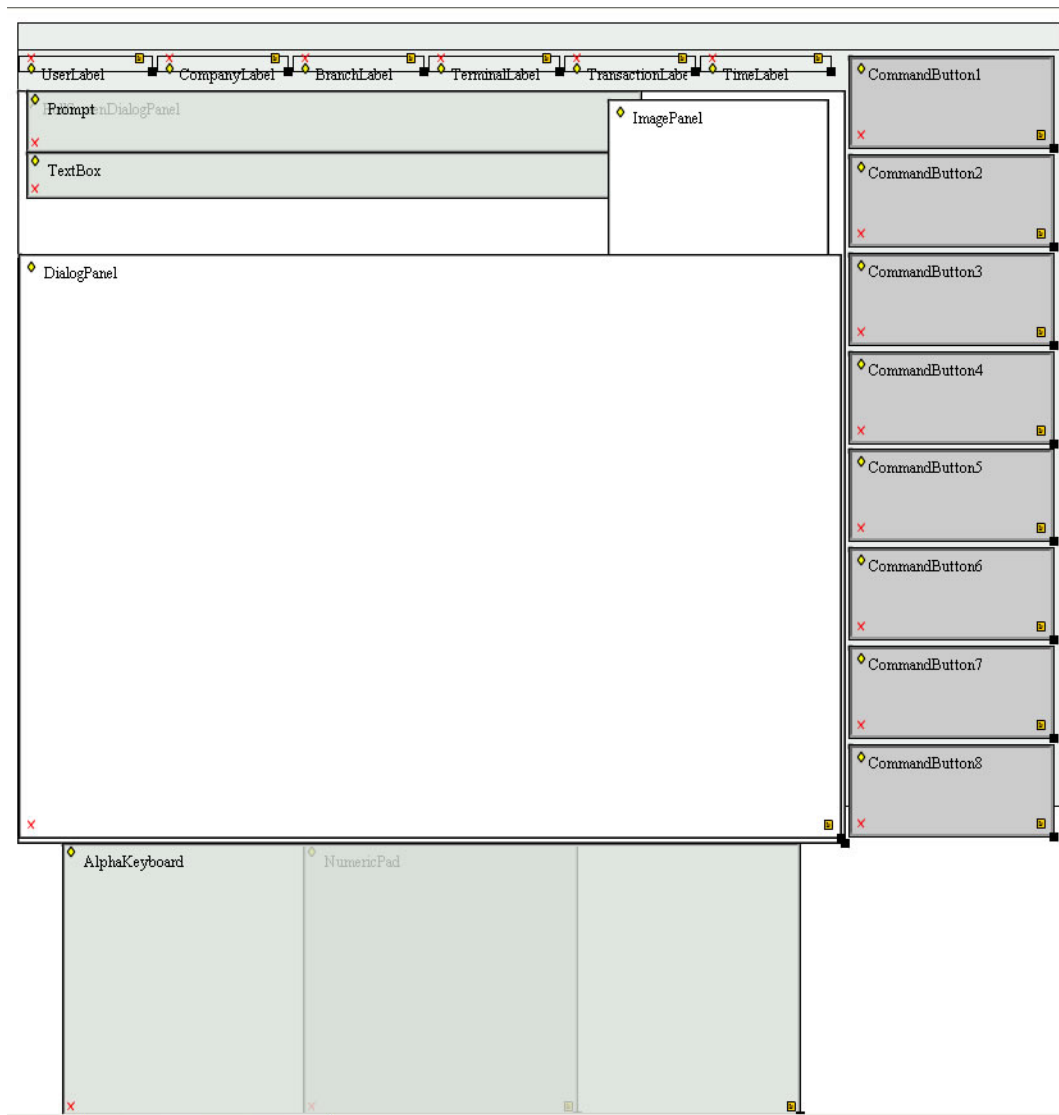 UserLabel CompanyLabel BranchLabel TerminalLabel TransactionLabe TimeLabel
CommandButton1
Prompt DialogPanel
ImagePanel
TextBox
CommandButton2
DialogPanel
CommandButton3
CommandButton4
CommandButton5
CommandButton6
CommandButton7
CommandButton8
AlphaKeyboard NumericPad